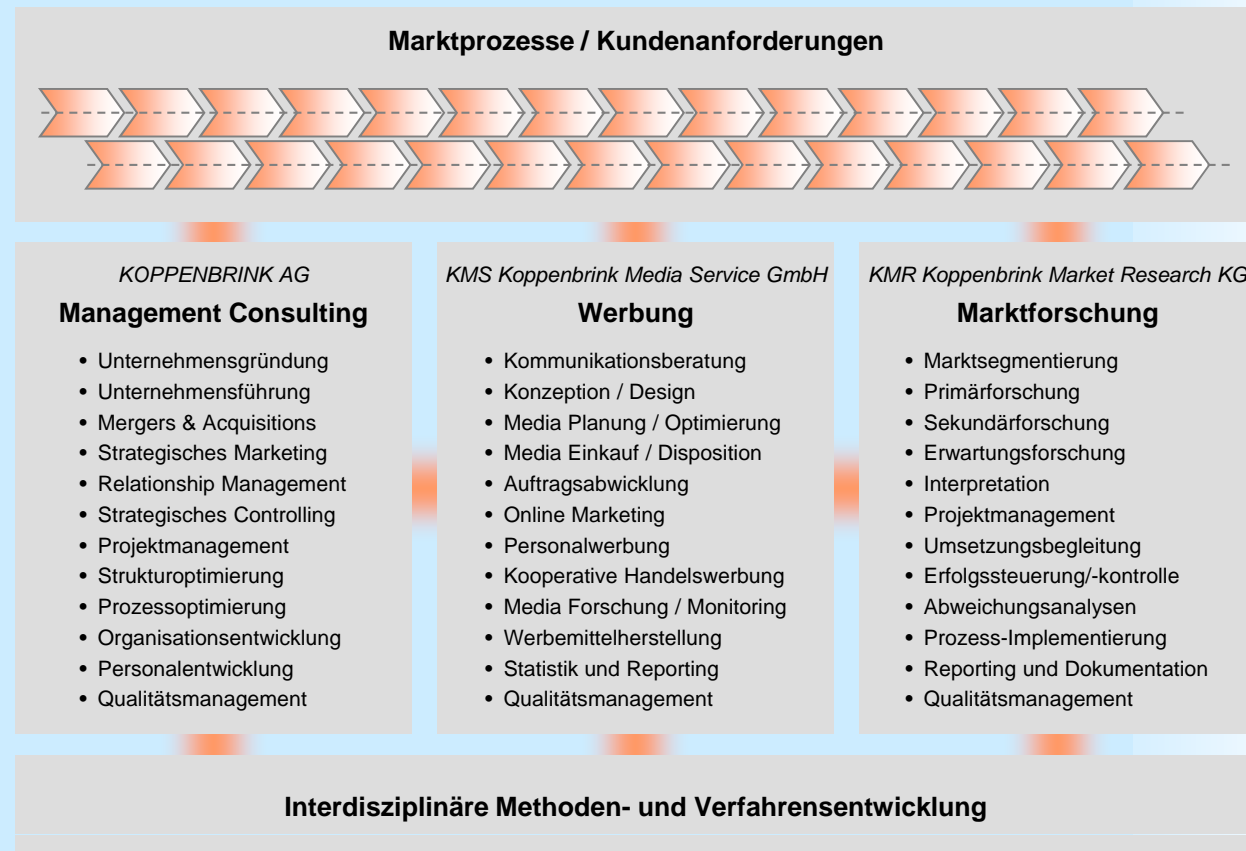 Marktprozesse / Kundenanforderungen
KOPPENBRINK AG
Management Consulting
• Unternehmensgründung
• Unternehmensführung
• Mergers & Acquisitions
• Strategisches Marketing
• Relationship Management
• Strategisches Controlling
• Projektmanagement
• Strukturoptimierung
• Prozessoptimierung
• Organisationsentwicklung
• Personalentwicklung
• Qualitätsmanagement
KMS Koppenbrink Media Service GmbH
Werbung
• Kommunikationsberatung
• Konzeption / Design
• Media Planung / Optimierung
• Media Einkauf / Disposition
• Auftragsabwicklung
• Online Marketing
• Personalwerbung
• Kooperative Handelswerbung
• Media Forschung / Monitoring
• Werbemittelherstellung
• Statistik und Reporting
• Qualitätsmanagement
KMR Koppenbrink Market Research KG
Marktforschung
• Marktsegmentierung
• Primärforschung
• Sekundärforschung
• Erwartungsforschung
• Interpretation
• Projektmanagement
• Umsetzungsbegleitung
• Erfolgssteuerung/-kontrolle
• Abweichungsanalysen
• Prozess-Implementierung
• Reporting und Dokumentation
• Qualitätsmanagement
Interdisziplinäre Methoden- und Verfahrensentwicklung